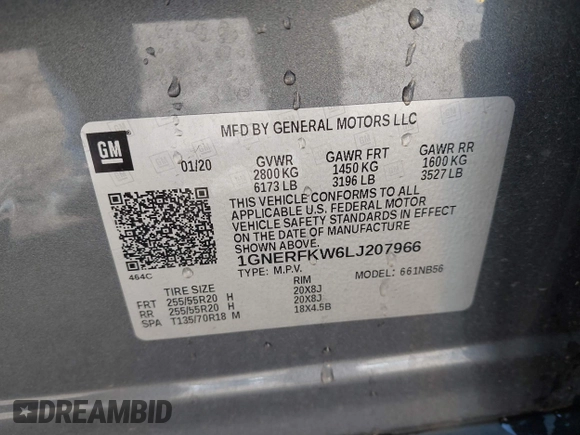 MFD BY GENERAL MOTORS LLC
GM
01/20
GVWR GAWR FRT GAWR RR
2800 KG 1450 KG 1600 KG
6173 LB 3196 LB 3527 LB
THIS VEHICLE CONFORMS TO ALL
APPLICABLE U.S. FEDERAL MOTOR
VEHICLE SAFETY STANDARDS IN EFFECT
ON THE DATE OF MANUFACTURE
SHOWN ABOVE.
1GNERFKW6LJ207966
TYPE: M.P.V. MODEL: 661NB56
464C
TIRE SIZE RIM
FRT 255/55R20 H 20X8J
RR 255/55R20 H 20X8J
SPA T135/70R18 M 18X4.5B
DREAMBID